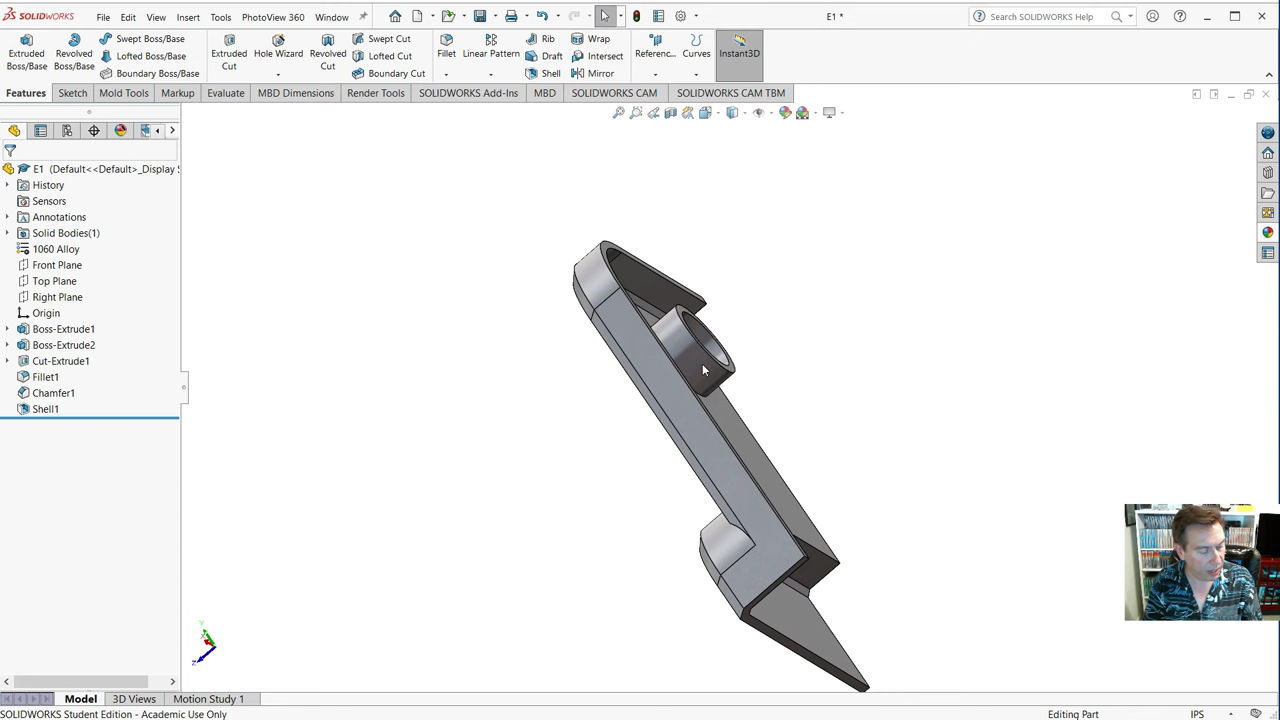 SOLIDWORKS
File Edit View Insert Tools PhotoView 360 Window
E1 *
Search SOLIDWORKS Help
Extruded Boss/Base
Revolved Boss/Base
Swept Boss/Base
Lofted Boss/Base
Boundary Boss/Base
Extruded Cut
Hole Wizard
Revolved Cut
Swept Cut
Lofted Cut
Boundary Cut
Fillet
Linear Pattern
Rib
Draft
Shell
Wrap
Intersect
Mirror
Referenc...
Curves
Instant3D
Features Sketch Mold Tools Markup Evaluate MBD Dimensions Render Tools SOLIDWORKS Add-Ins MBD SOLIDWORKS CAM SOLIDWORKS CAM TBM
E1 (Default<<Default>_Display S
History
Sensors
Annotations
Solid Bodies(1)
1060 Alloy
Front Plane
Top Plane
Right Plane
Origin
Boss-Extrude1
Boss-Extrude2
Cut-Extrude1
Fillet1
Chamfer1
Shell1
Y
X
Z
Model 3D Views Motion Study 1
SOLIDWORKS Student Edition - Academic Use Only
Editing Part
IPS